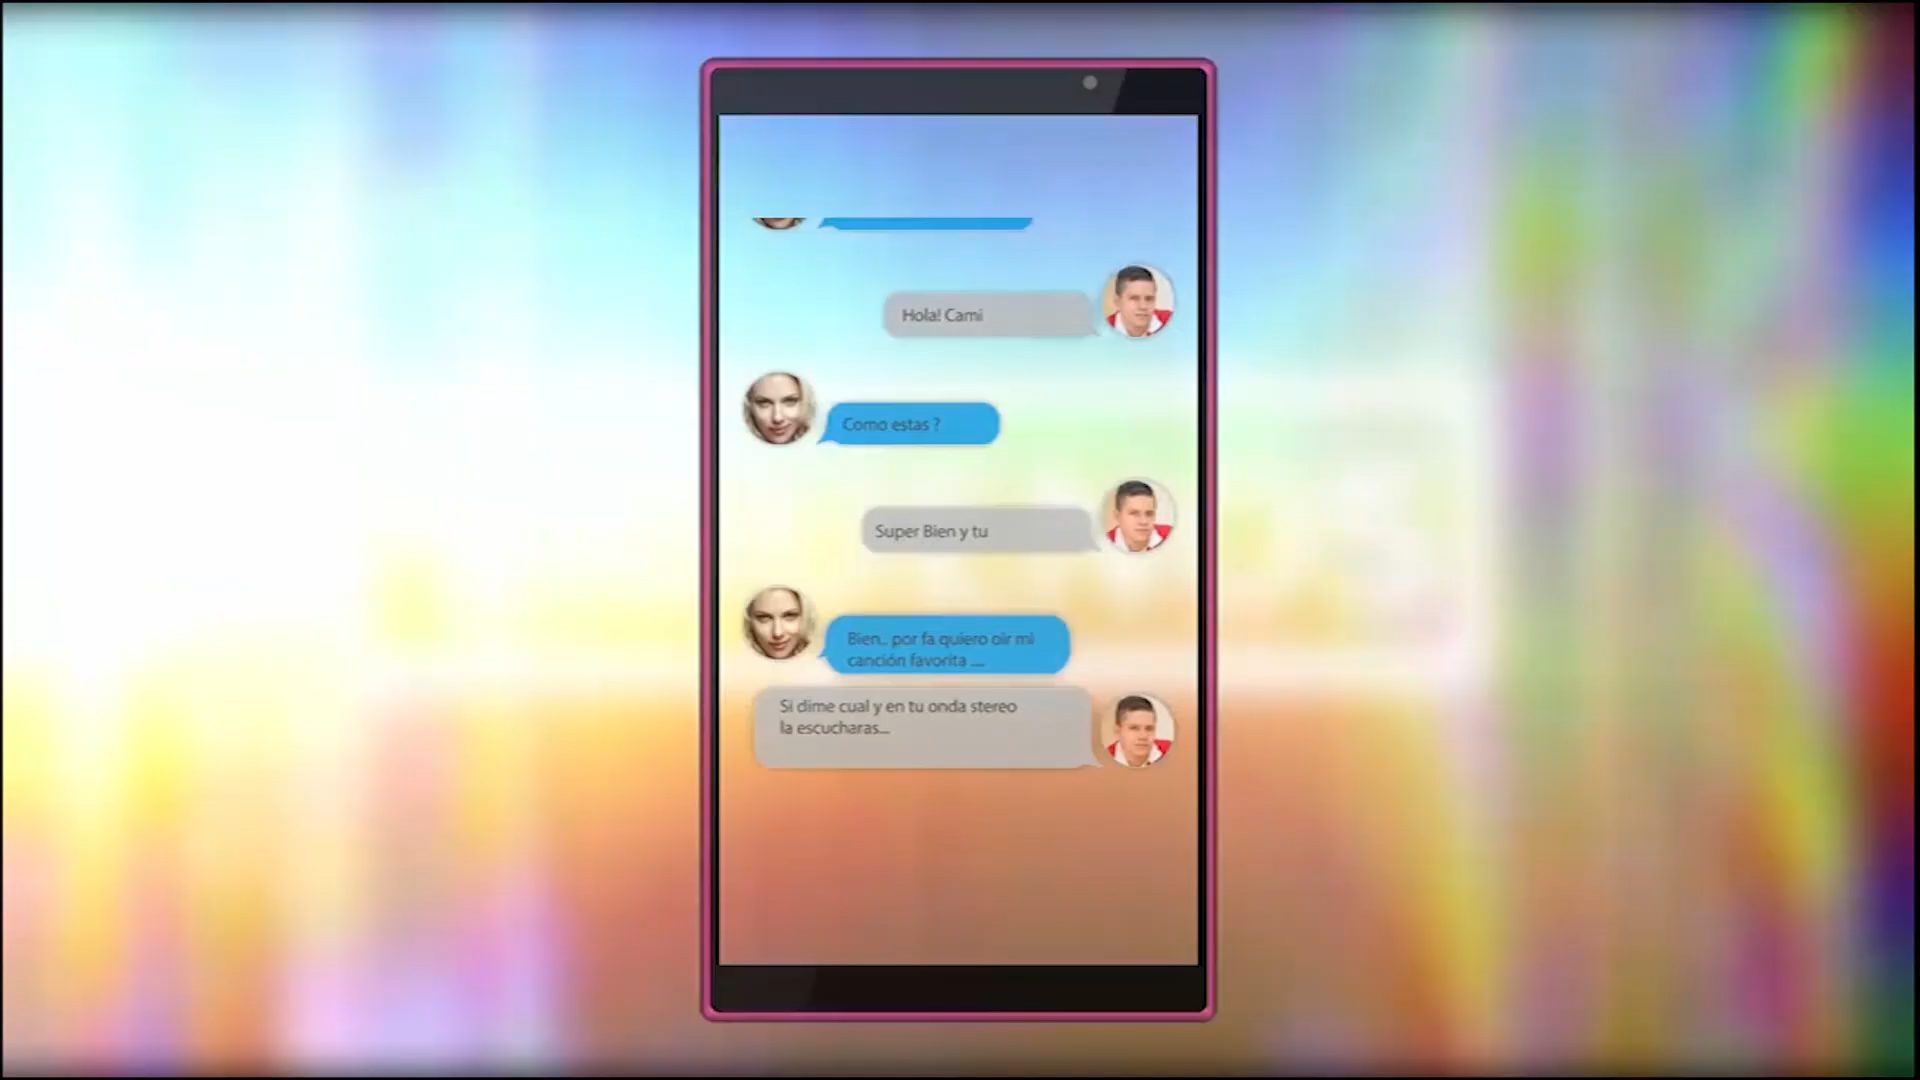 Hola! Cami
Como estas ?
Super Bien y tu
Bien.. por fa quiero oir mi
canción favorita ....
Si dime cual y en tu onda stereo
la escucharas...